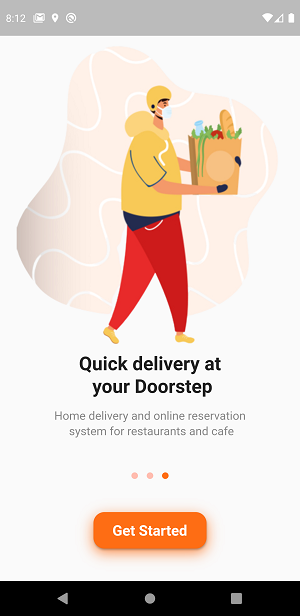 8:12
Quick delivery at
your Doorstep
Home delivery and online reservation
system for restaurants and cafe
Get Started